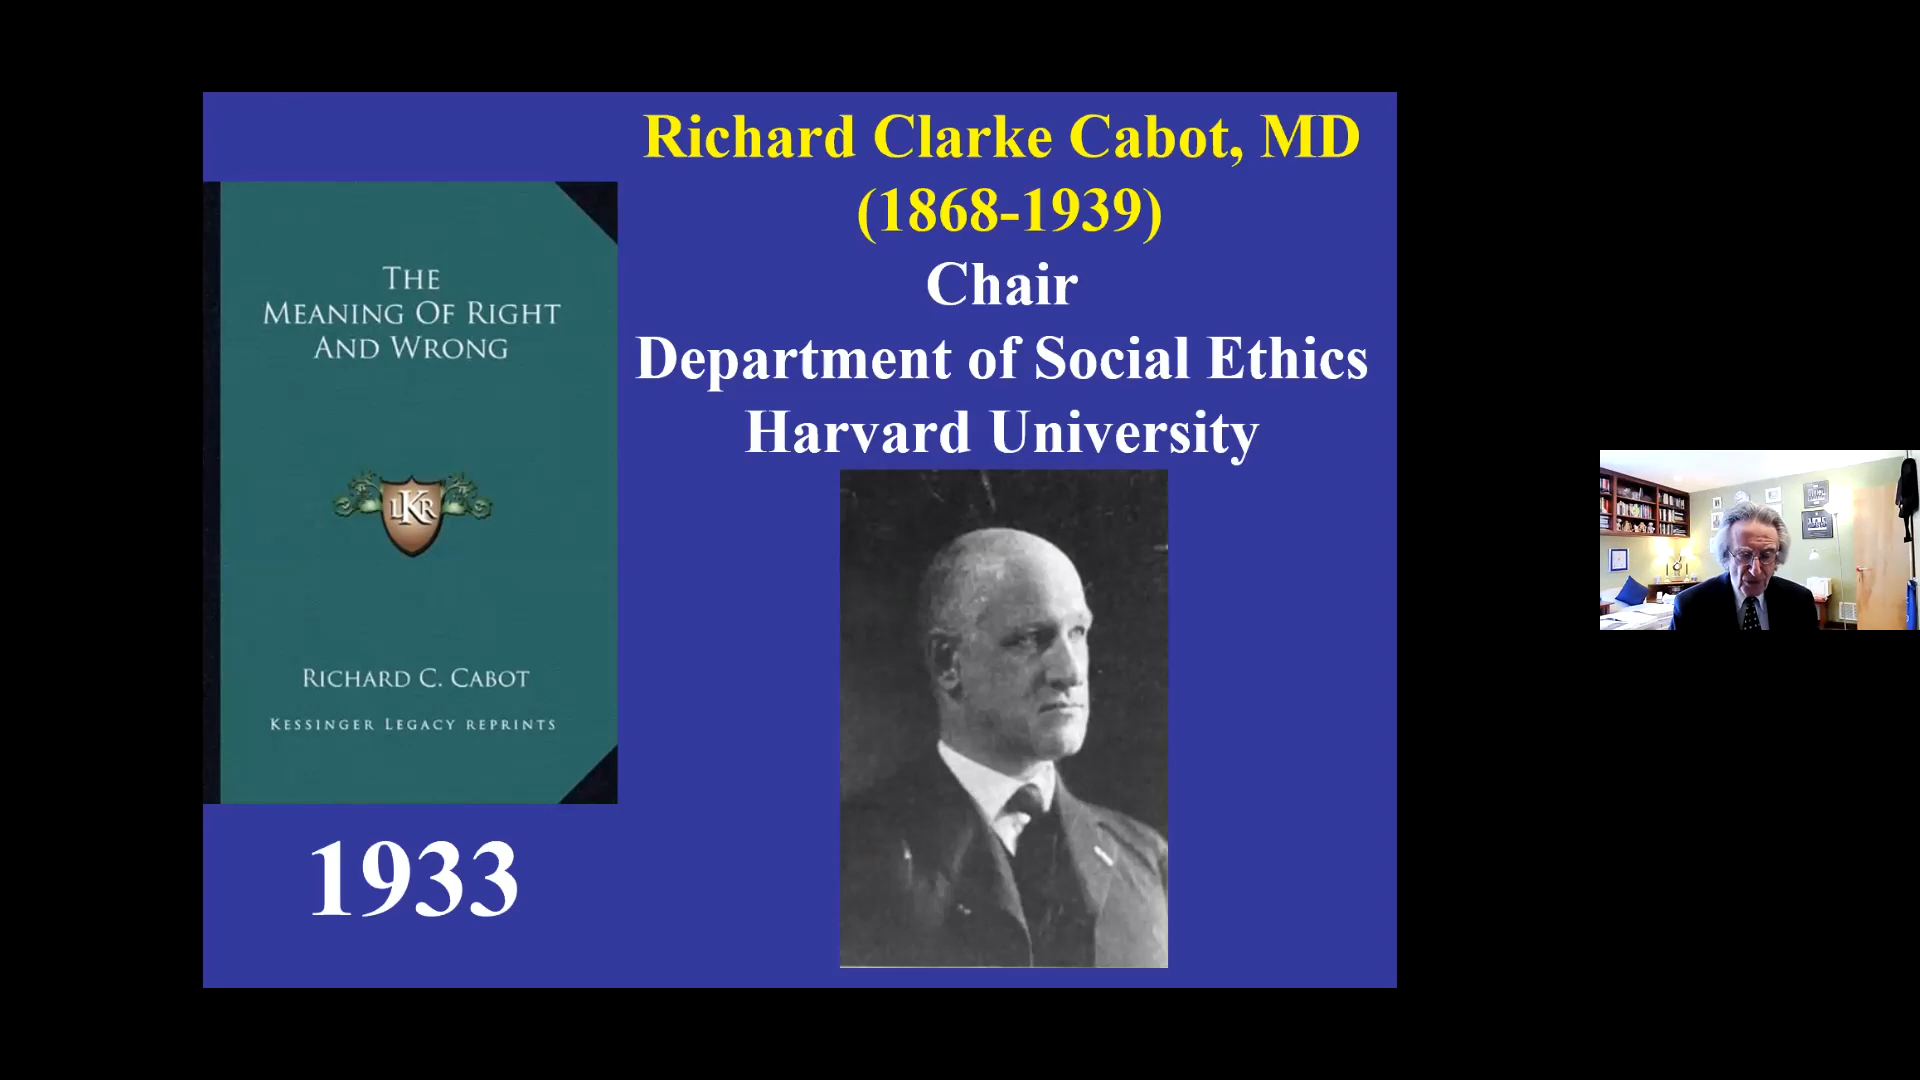 Richard Clarke Cabot, MD
(1868-1939)
Chair
Department of Social Ethics
Harvard University
THE
MEANING OF RIGHT
AND WRONG
LKR
RICHARD C. CABOT
KESSINGER LEGACY REPRINTS
1933